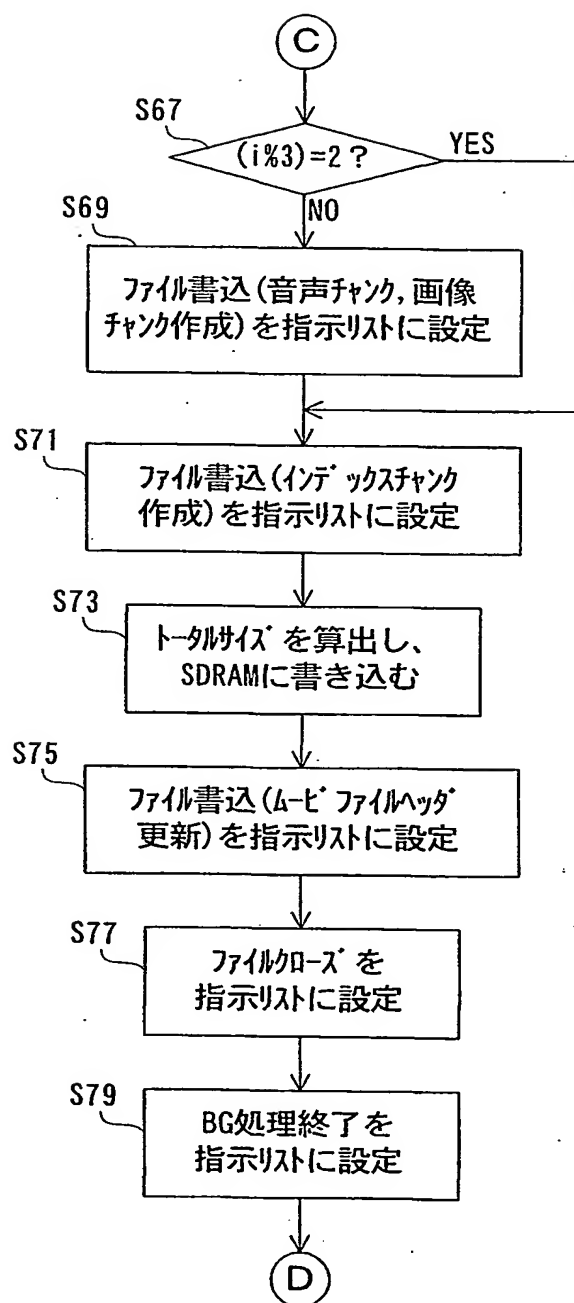 C
S67
(i%3)=2?
YES
NO
S69
ファイル書込(音声チャンク,画像
チャンク作成)を指示リストに設定
S71
ファイル書込(インデックスチャンク
作成)を指示リストに設定
S73
トータルサイズを算出し、
SDRAMに書き込む
S75
ファイル書込(ムービファイルヘッダ
更新)を指示リストに設定
S77
ファイルクローズを
指示リストに設定
S79
BG処理終了を
指示リストに設定
D